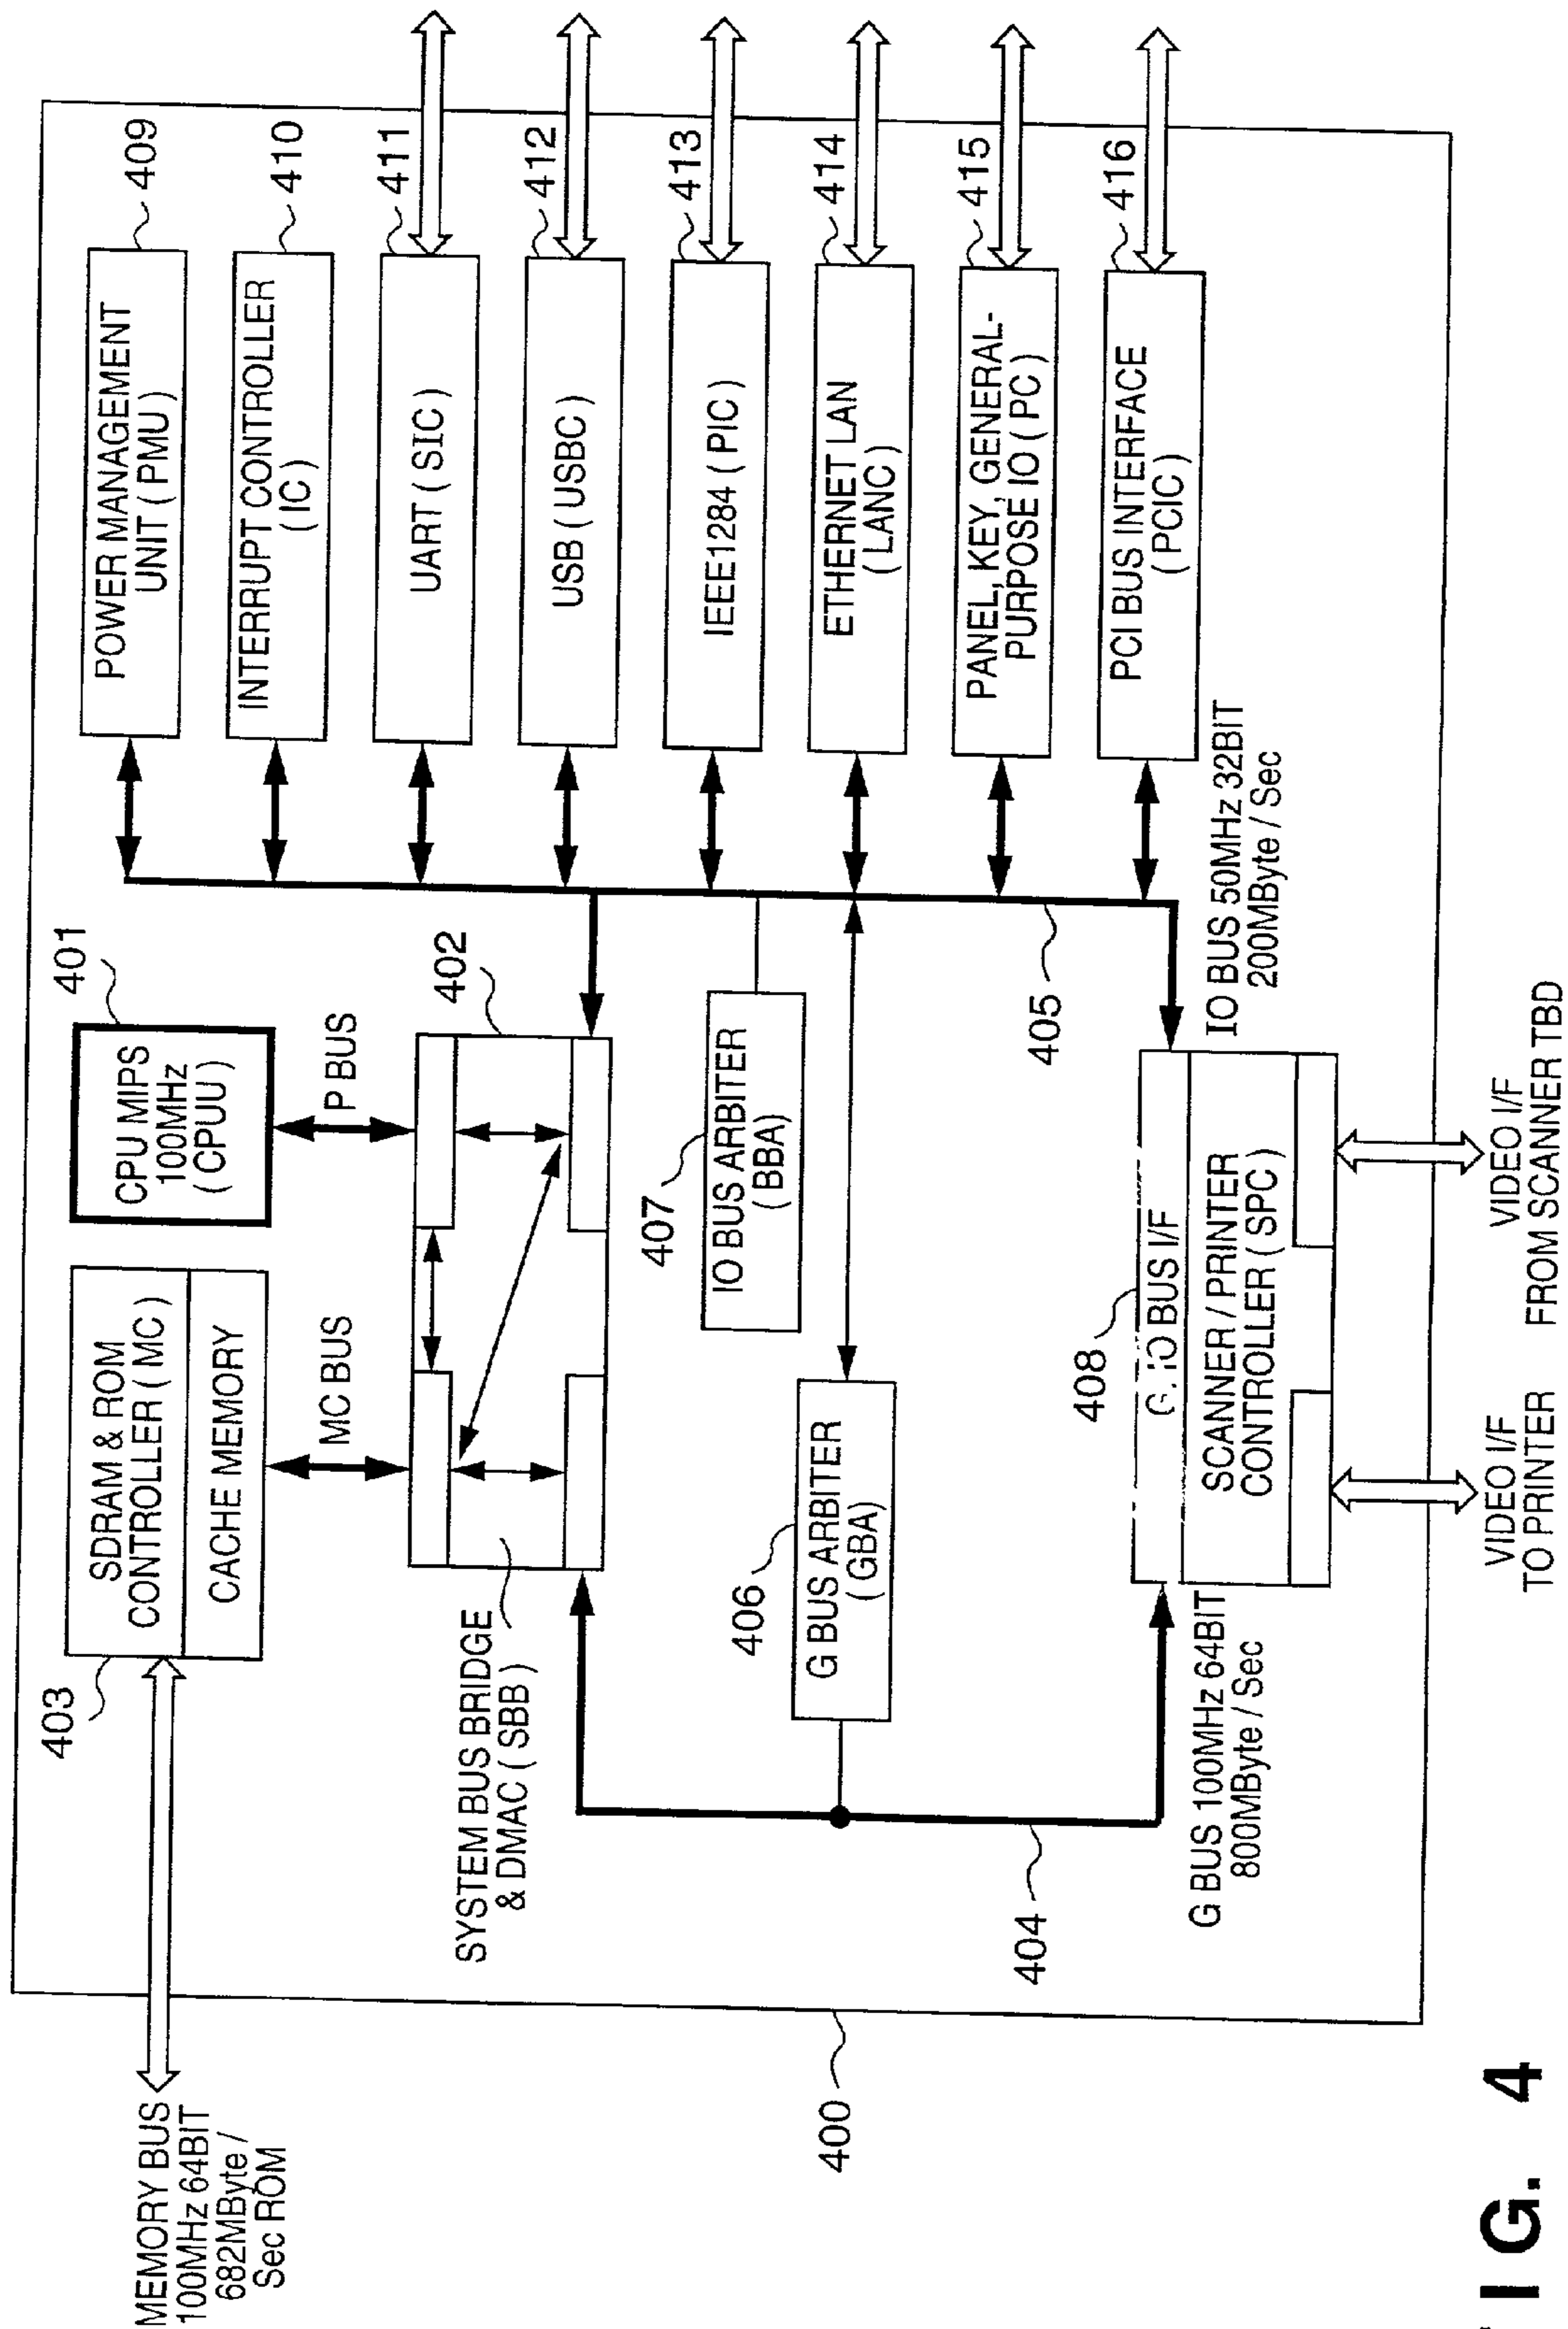 MEMORY BUS
100MHz 64BIT
682MByte /
Sec ROM
403
SDRAM & ROM
CONTROLLER ( MC )
CACHE MEMORY
401
CPU MIPS
100MHz
( CPUU )
MC BUS
P BUS
402
SYSTEM BUS BRIDGE
& DMAC ( SBB )
409
POWER MANAGEMENT
UNIT ( PMU )
410
INTERRUPT CONTROLLER
( IC )
411
UART ( SIC )
412
USB ( USBC )
413
IEEE1284 ( PIC )
414
ETHERNET LAN
( LANC )
415
PANEL, KEY, GENERAL-
PURPOSE IO ( PC )
416
PCI BUS INTERFACE
( PCIC )
407
IO BUS ARBITER
( BBA )
406
G BUS ARBITER
( GBA )
405
404
408
IO BUS I/F
SCANNER / PRINTER
CONTROLLER ( SPC )
G BUS 100MHz 64BIT
800MByte / Sec
IO BUS 50MHz 32BIT
200MByte / Sec
400
VIDEO I/F
TO PRINTER
VIDEO I/F
FROM SCANNER TBD
I G. 4